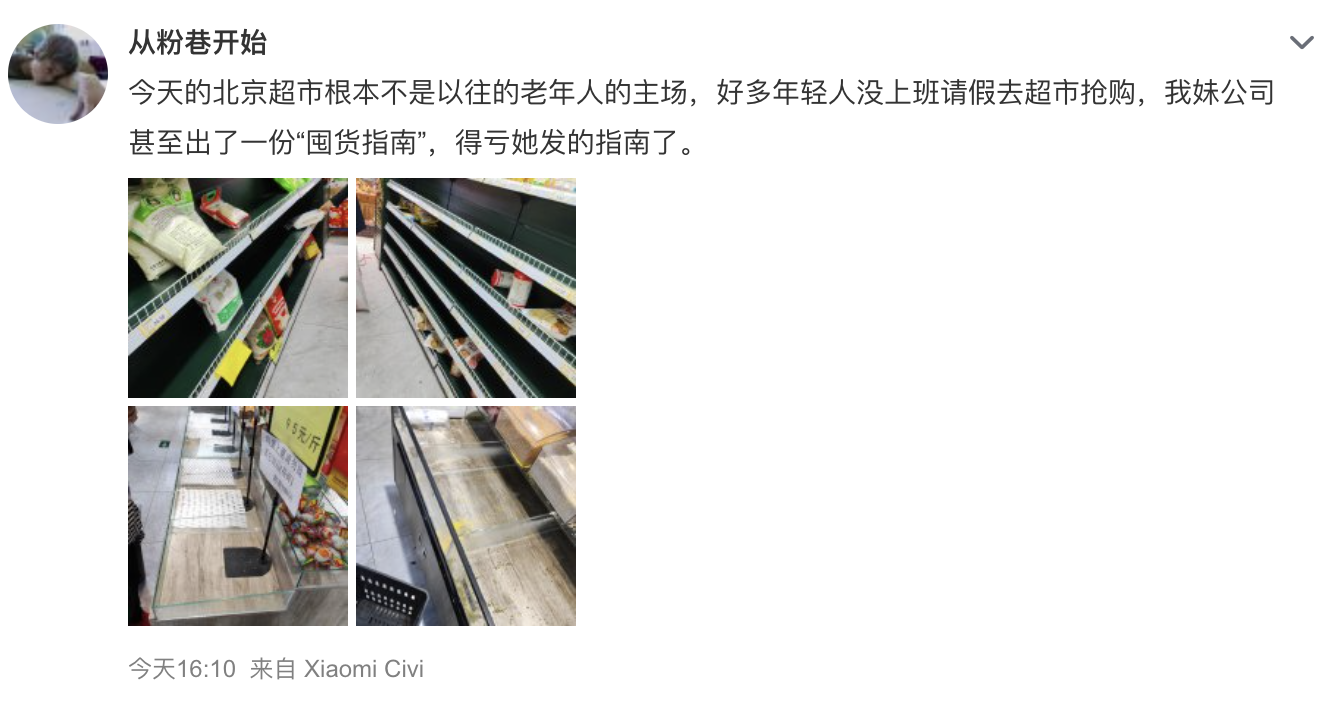 从粉巷开始
今天的北京超市根本不是以往的老年人的主场，好多年轻人没上班请假去超市抢购，我妹公司
甚至出了一份“囤货指南”，得亏她发的指南了。
9.5元/斤
今天16:10 来自 Xiaomi Civi